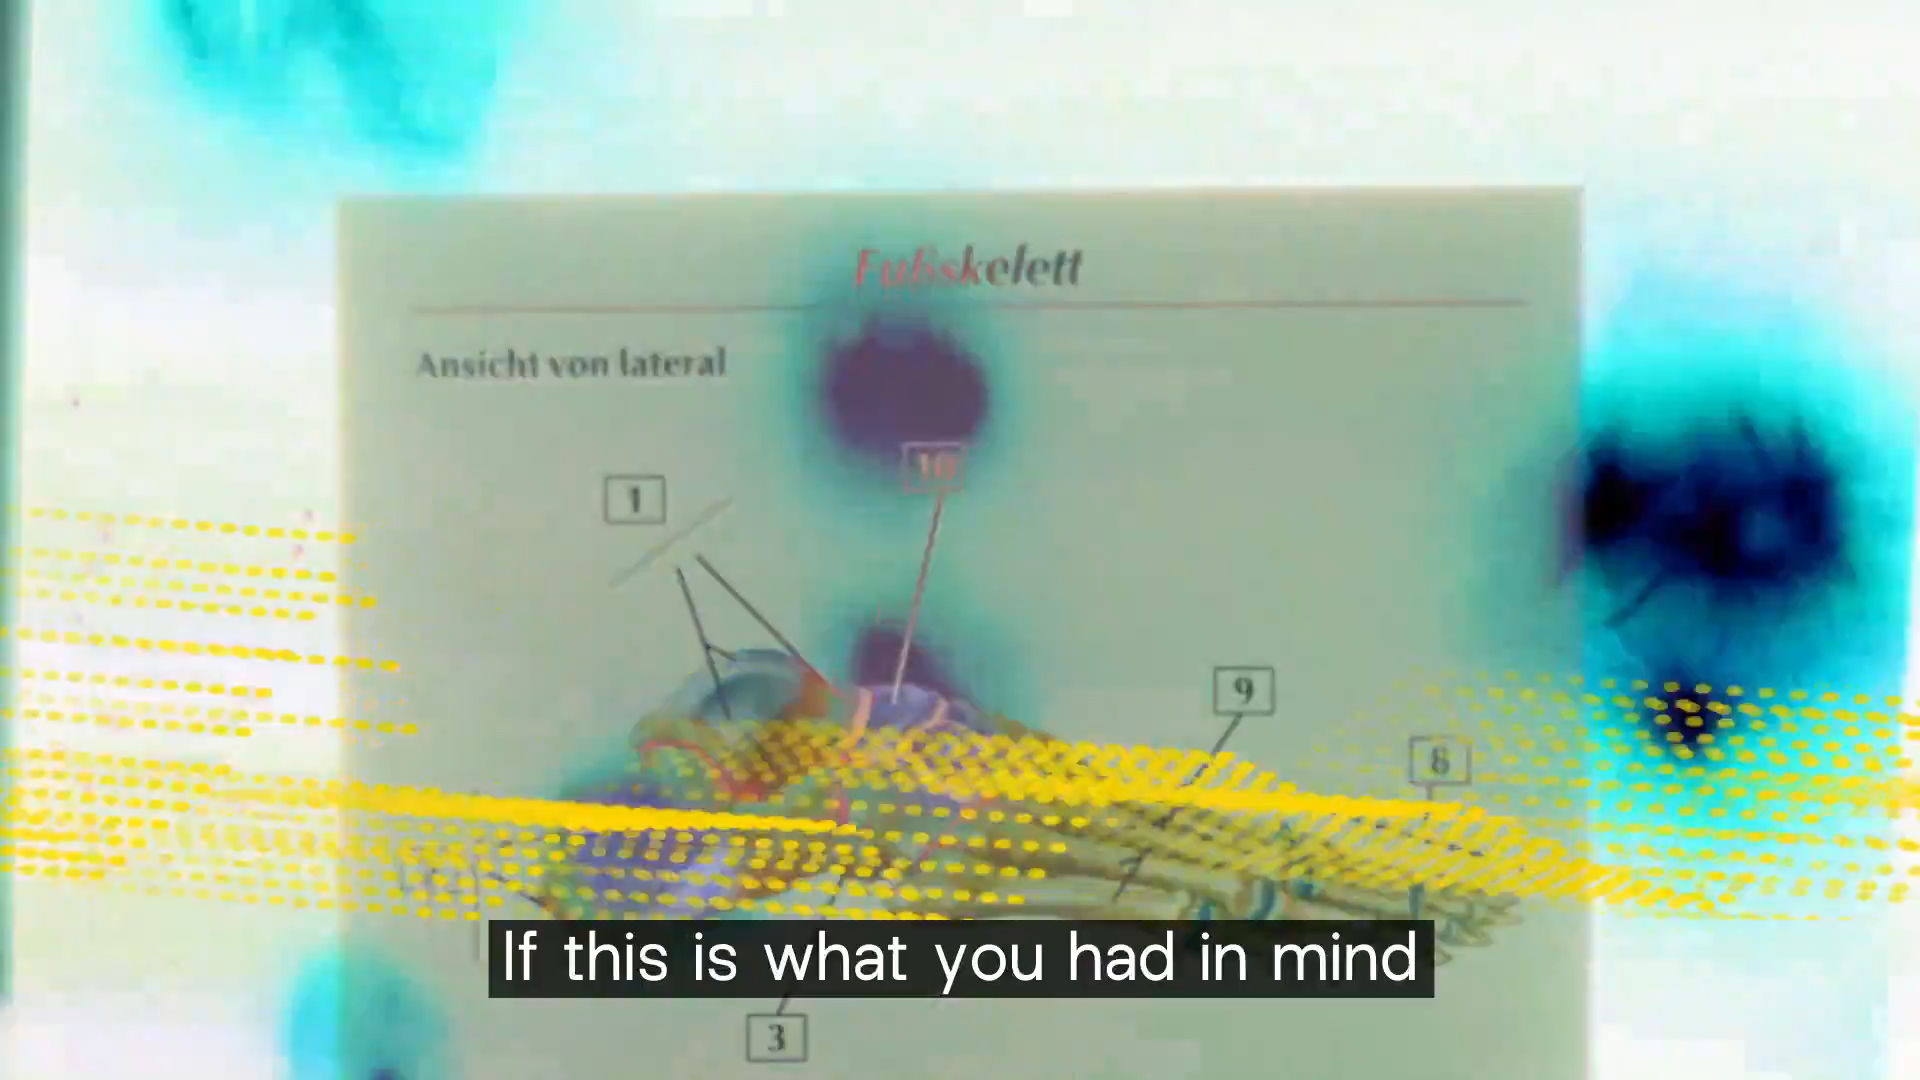 Fußskelett
Ansicht von lateral
10
1
9
8
If this is what you had in mind
3